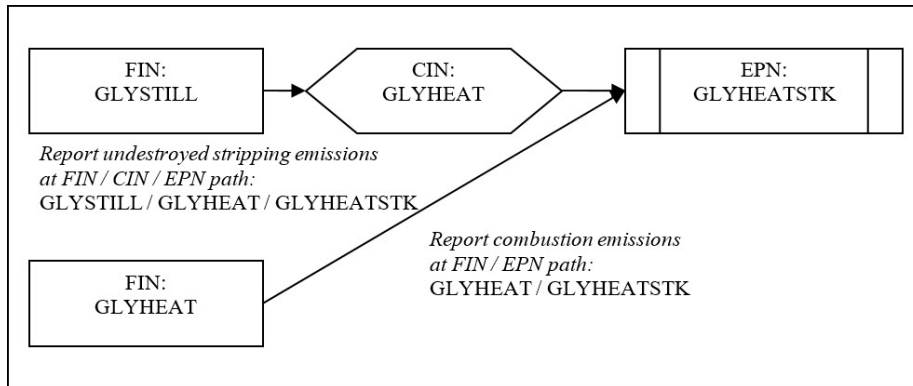 FIN:
GLYSTILL
CIN:
GLYHEAT
EPN:
GLYHEATSTK
Report undestroyed stripping emissions
at FIN / CIN / EPN path:
GLYSTILL / GLYHEAT / GLYHEATSTK
Report combustion emissions
at FIN / EPN path:
GLYHEAT / GLYHEATSTK
FIN:
GLYHEAT